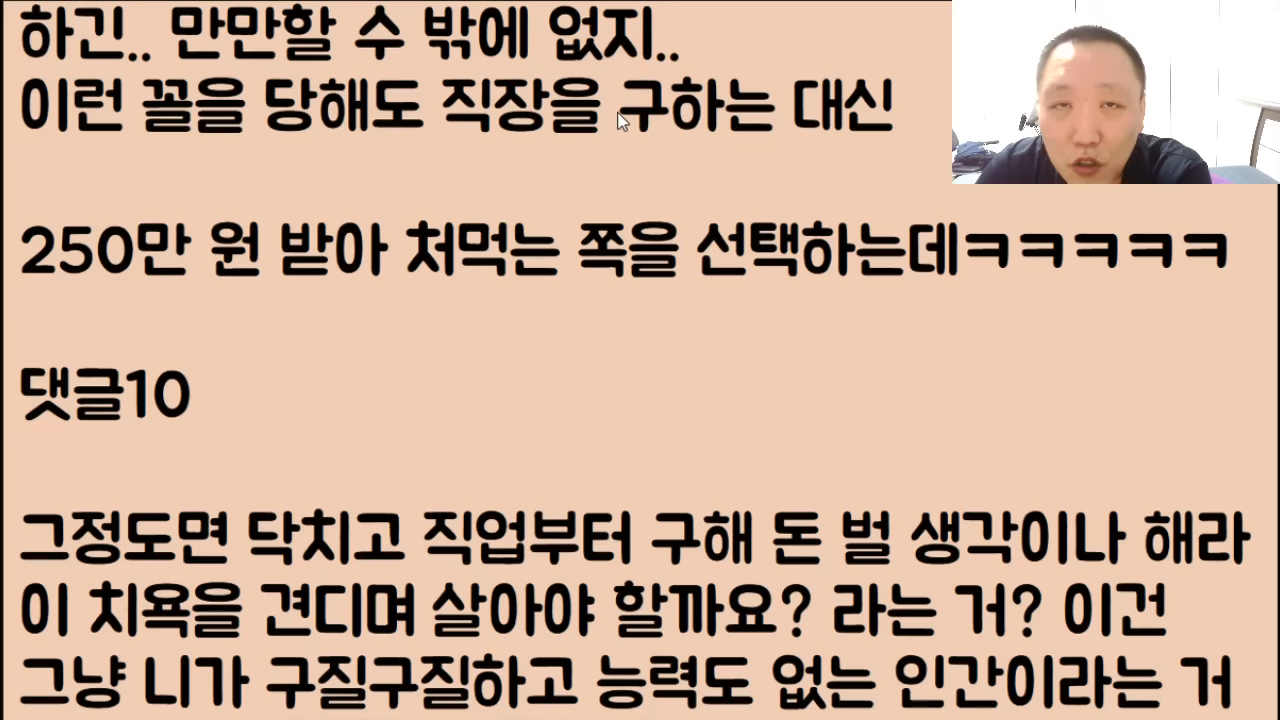 하긴.. 만만할 수 밖에 없지..
이런 꼴을 당해도 직장을 구하는 대신
250만 원 받아 처먹는 쪽을 선택하는데ㅋㅋㅋㅋㅋ
댓글10
그정도면 닥치고 직업부터 구해 돈 벌 생각이나 해라
이 치욕을 견디며 살아야 할까요? 라는 거? 이건
그냥 니가 구질구질하고 능력도 없는 인간이라는 거